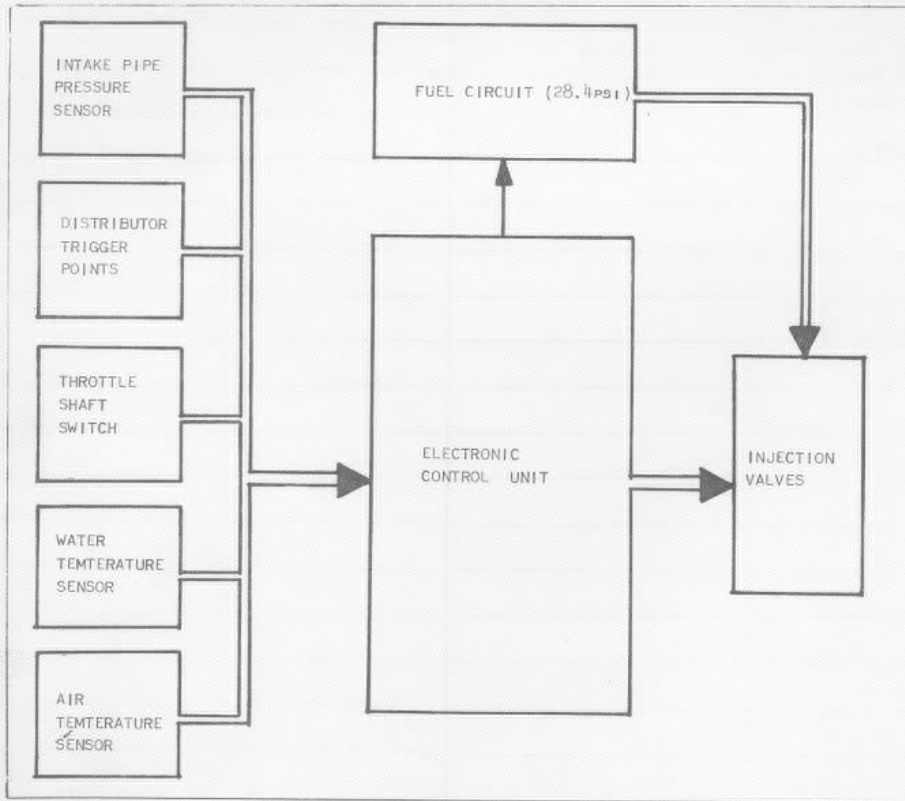 INTAKE PIPE
PRESSURE
SENSOR
DISTRIBUTOR
TRIGGER
POINTS
THROTTLE
SHAFT
SWITCH
WATER
TEMTERATURE
SENSOR
AIR
TEMTERATURE
SENSOR
FUEL CIRCUIT (28.4PSI)
ELECTRONIC
CONTROL UNIT
INJECTION
VALVES